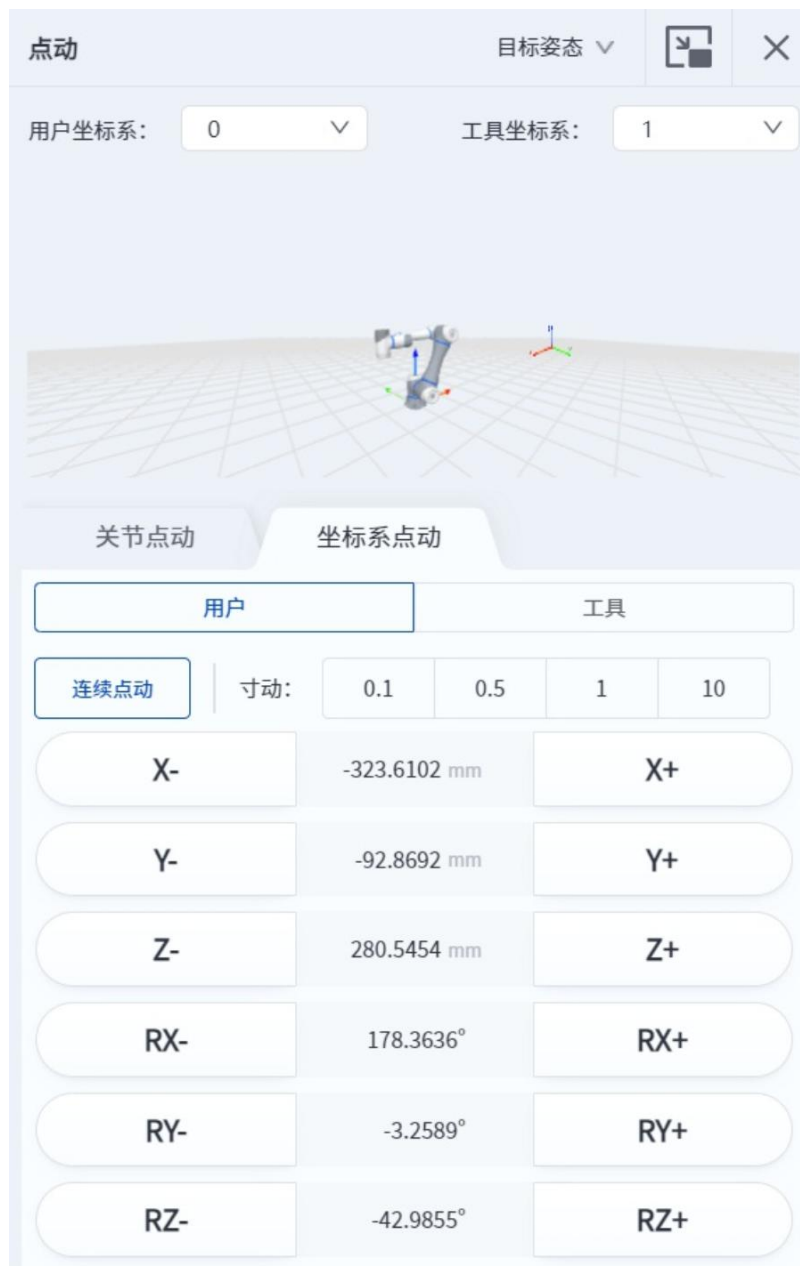 点动 目标姿态
用户坐标系： 0 工具坐标系： 1
关节点动 坐标系点动
用户 工具
连续点动 寸动： 0.1 0.5 1 10
X- -323.6102 mm X+
Y- -92.8692 mm Y+
Z- 280.5454 mm Z+
RX- 178.3636° RX+
RY- -3.2589° RY+
RZ- -42.9855° RZ+